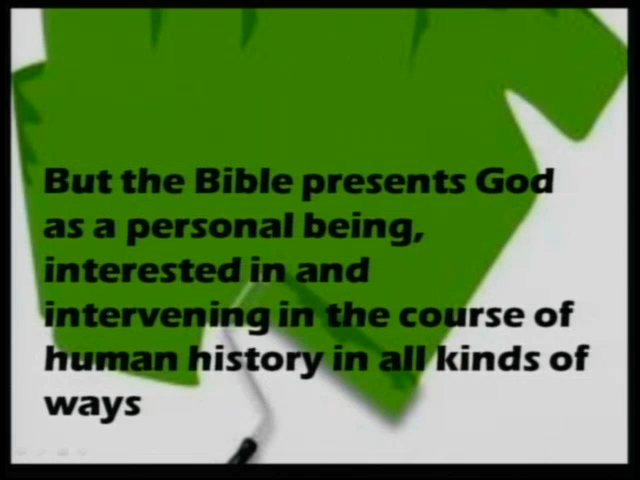 But the Bible presents God
as a personal being,
interested in and
intervening in the course of
human history in all kinds of
ways